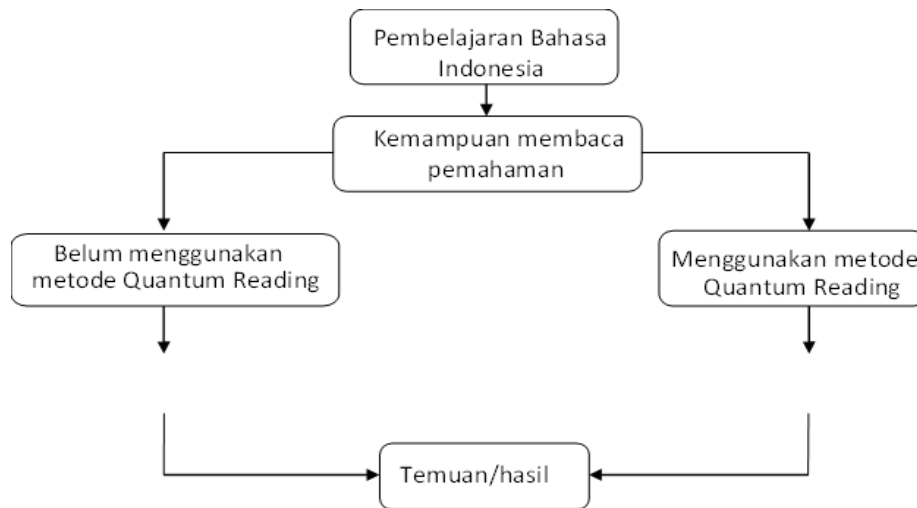 Pembelajaran Bahasa
Indonesia
Kemampuan membaca
pemahaman
Belum menggunakan
metode Quantum Reading
Menggunakan metode
Quantum Reading
Temuan/hasil